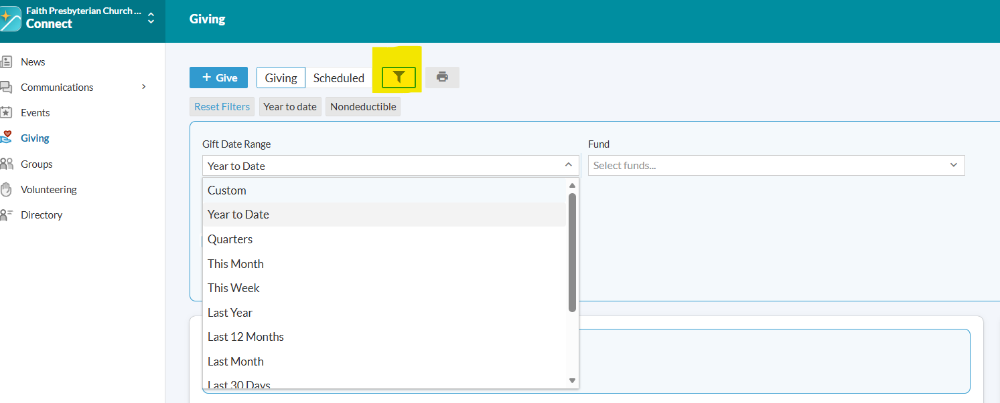 Faith Presbyterian Church ...
Connect
Giving
News
Communications
Events
Giving
Groups
Volunteering
Directory
+ Give
Giving
Scheduled
Reset Filters
Year to date
Nondeductible
Gift Date Range
Year to Date
Fund
Select funds...
Custom
Year to Date
Quarters
This Month
This Week
Last Year
Last 12 Months
Last Month
Last 30 Days